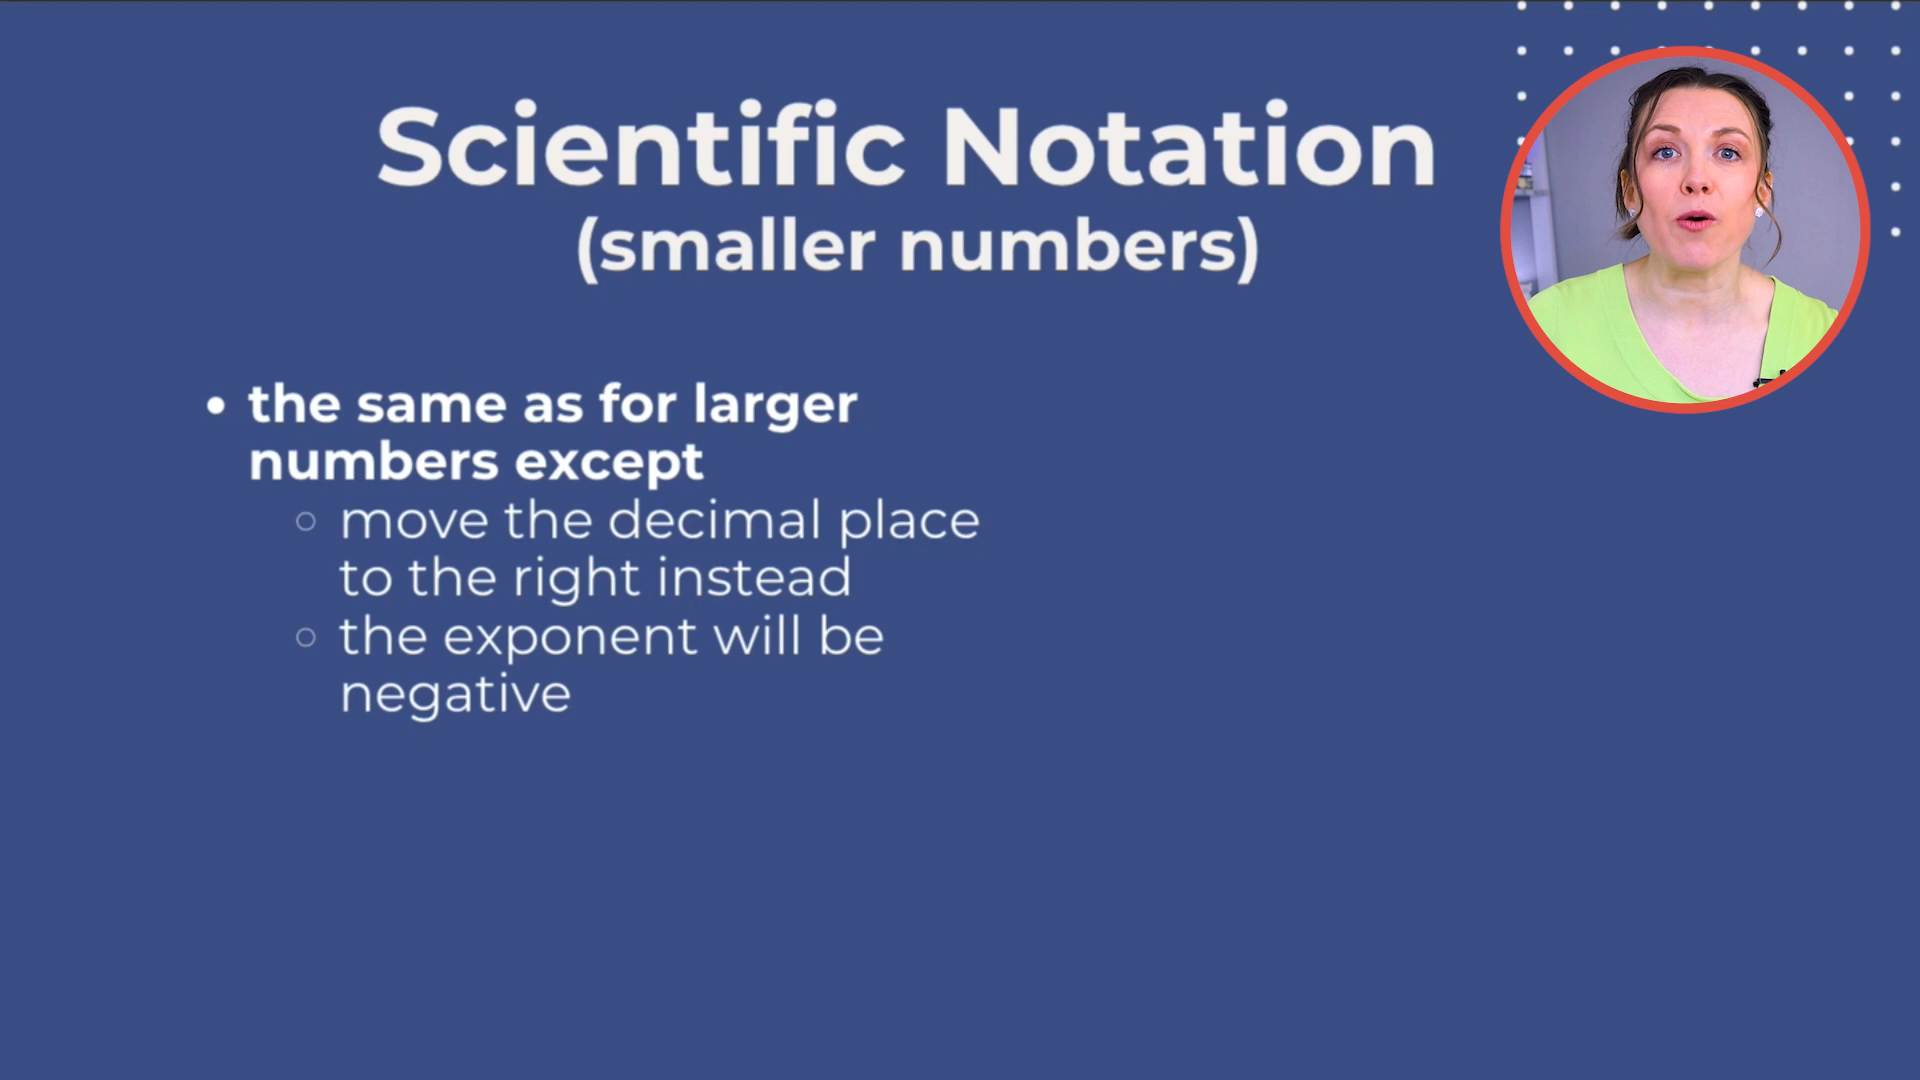 Scientific Notation
(smaller numbers)
• the same as for larger
numbers except
○ move the decimal place
to the right instead
○ the exponent will be
negative